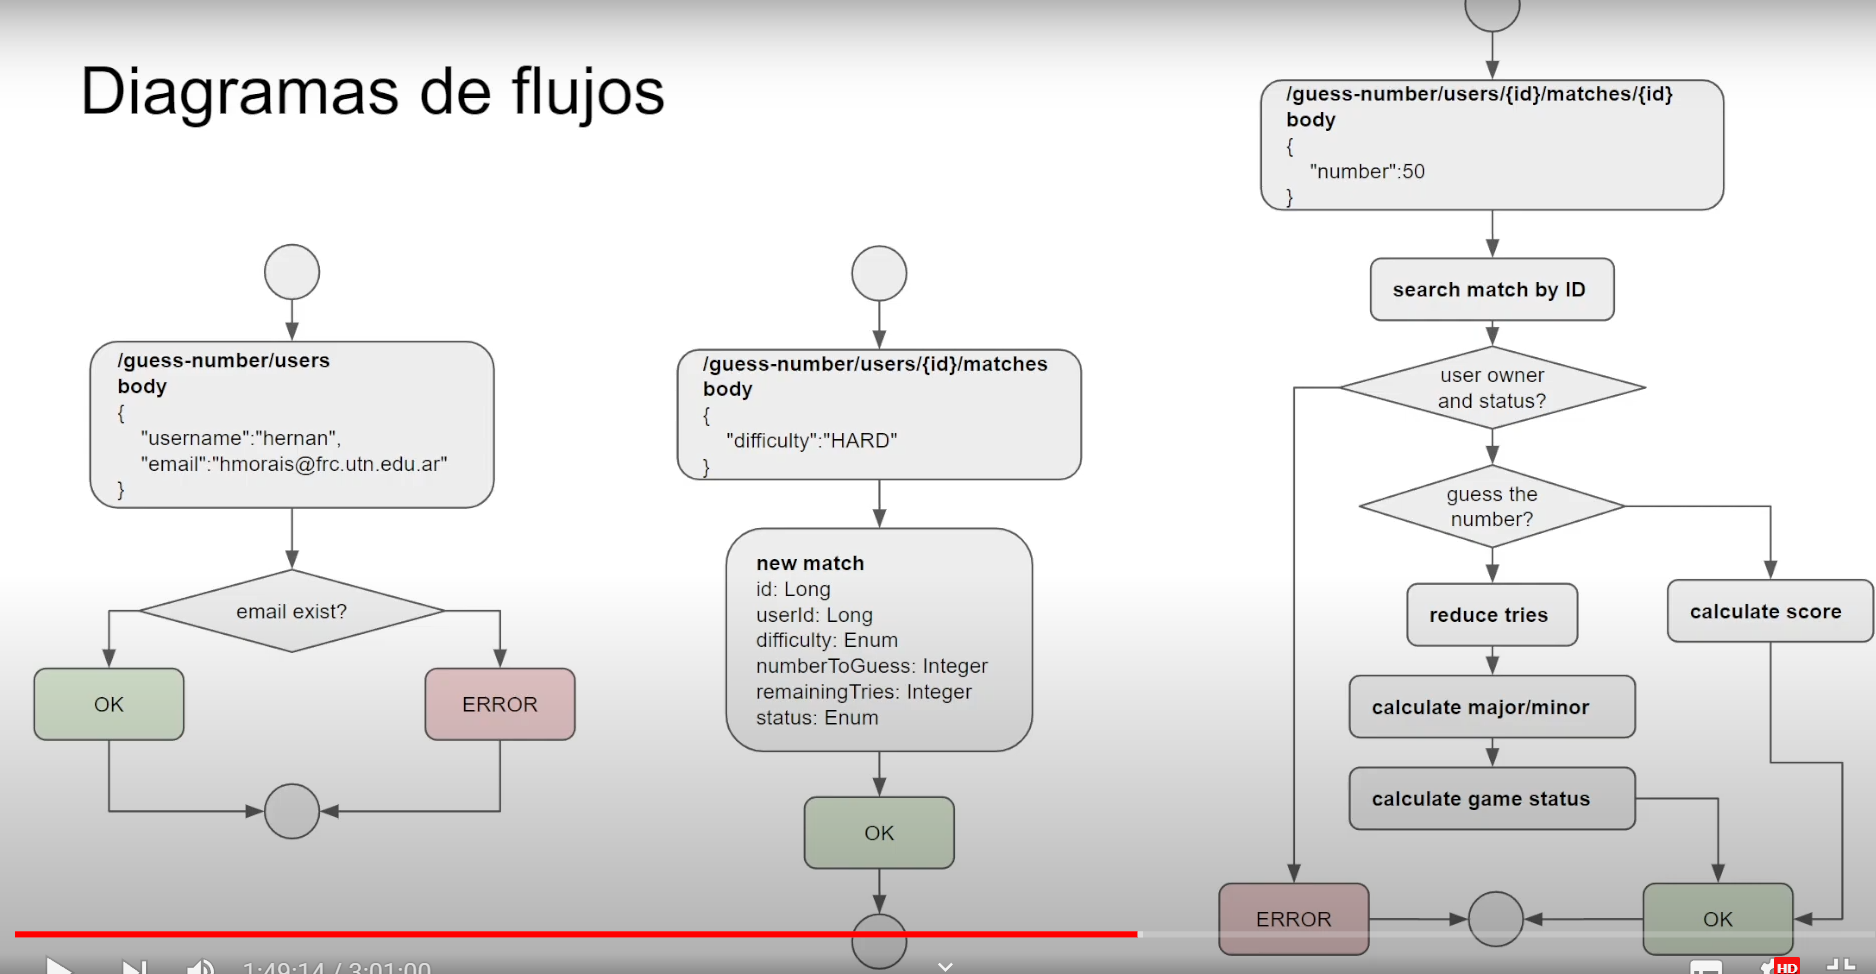 Diagramas de flujos
/guess-number/users
body
{
"username":"hernan",
"email":"hmorais@frc.utn.edu.ar"
}
email exist?
OK
ERROR
/guess-number/users/{id}/matches
body
{
"difficulty":"HARD"
}
new match
id: Long
userId: Long
difficulty: Enum
numberToGuess: Integer
remainingTries: Integer
status: Enum
OK
/guess-number/users/{id}/matches/{id}
body
{
"number":50
}
search match by ID
user owner
and status?
guess the
number?
reduce tries
calculate score
calculate major/minor
calculate game status
ERROR
OK
1:49:14 / 3:01:00
HD